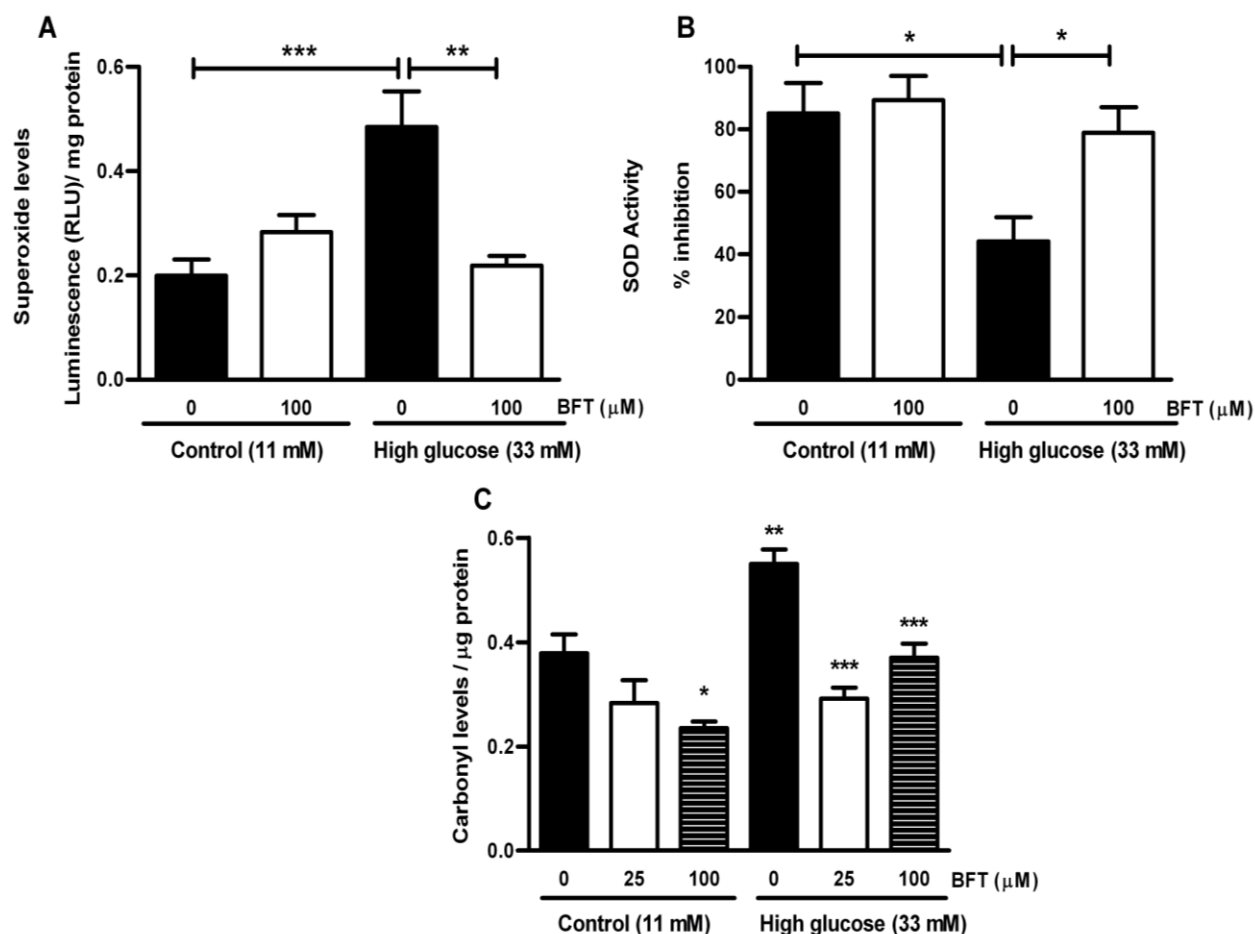 A
Superoxide levels
Luminescence (RLU)/ mg protein
0.6
0.4
0.2
0.0
***
**
0
100
0
100
BFT (μM)
Control (11 mM)
High glucose (33 mM)
B
SOD Activity
% inhibition
100
80
60
40
20
0
*
*
0
100
0
100
BFT (μM)
Control (11 mM)
High glucose (33 mM)
C
Carbonyl levels / μg protein
0.6
0.4
0.2
0.0
*
**
***
***
0
25
100
0
25
100
BFT (μM)
Control (11 mM)
High glucose (33 mM)